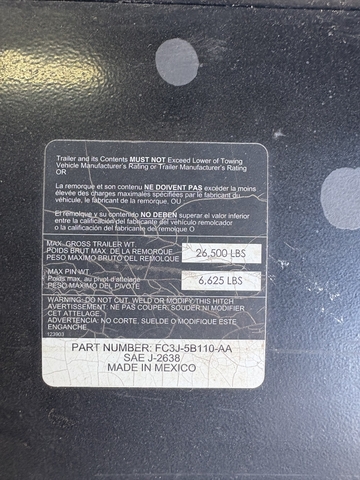 Trailer and its Contents MUST NOT Exceed Lower of Towing
Vehicle Manufacturer's Rating or Trailer Manufacturer's Rating
OR
La remorque et son contenu NE DOIVENT PAS excéder la moins
élevée des charges maximales spécifiées par le fabricant du
véhicule, le fabricant de la remorque. OU
El remolque y su contenido NO DEBEN superar el valor inferior
entre la calificación del fabricante del vehículo remolcador
o la calificación del fabricante del remolque O
MAX. GROSS TRAILER WT.
POIDS BRUT MAX. DE LA REMORQUE
PESO MAXIMO BRUTO DEL REMOLQUE
26,500 LBS
MAX PIN WT.
Poids max. au pivot d'attelage
PESO MÁXIMO DEL PIVOTE
6,625 LBS
WARNING: DO NOT CUT, WELD OR MODIFY THIS HITCH
AVERTISSEMENT: NE PAS COUPER, SOUDER NI MODIFIER
CET ATTELAGE.
ADVERTENCIA: NO CORTE, SUELDE O MODIFIQUE ESTE
ENGANCHE
123903
PART NUMBER: FC3J-5B110-AA
SAE J-2638
MADE IN MEXICO